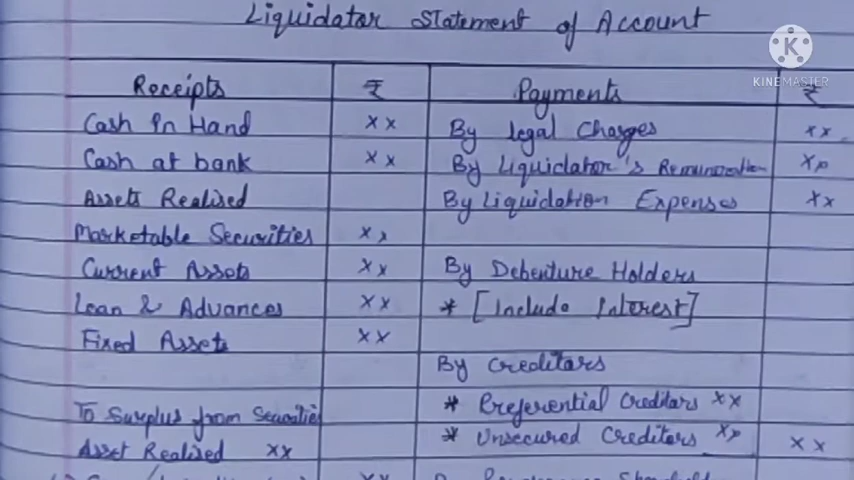 Liquidator Statement of Account
K
KINEMASTER
Receipts ₹ Payments ₹
Cash In Hand xx By Legal Charges xx
Cash at bank xx By Liquidator's Remuneration xx
Assets Realised By Liquidation Expenses xx
Marketable Securities xx
Current Assets xx By Debenture Holders
Loan & Advances xx * [Include Interest]
Fixed Assets xx
By Creditors
To Surplus from Securities * Preferential Creditors xx
Asset Realised xx * Unsecured Creditors xx xx
xx